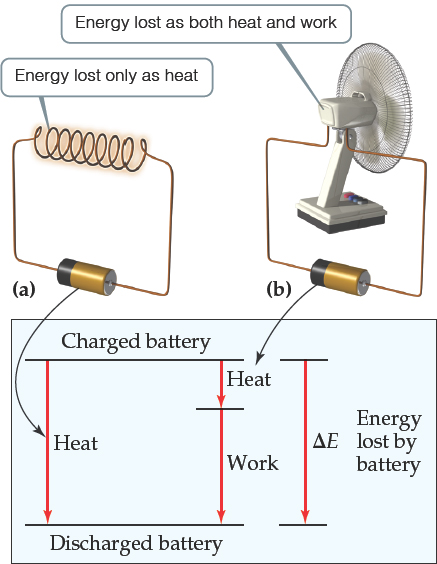 Energy lost as both heat and work
Energy lost only as heat
(a)
(b)
Charged battery
Heat
Heat
Work
ΔE
Energy
lost by
battery
Discharged battery